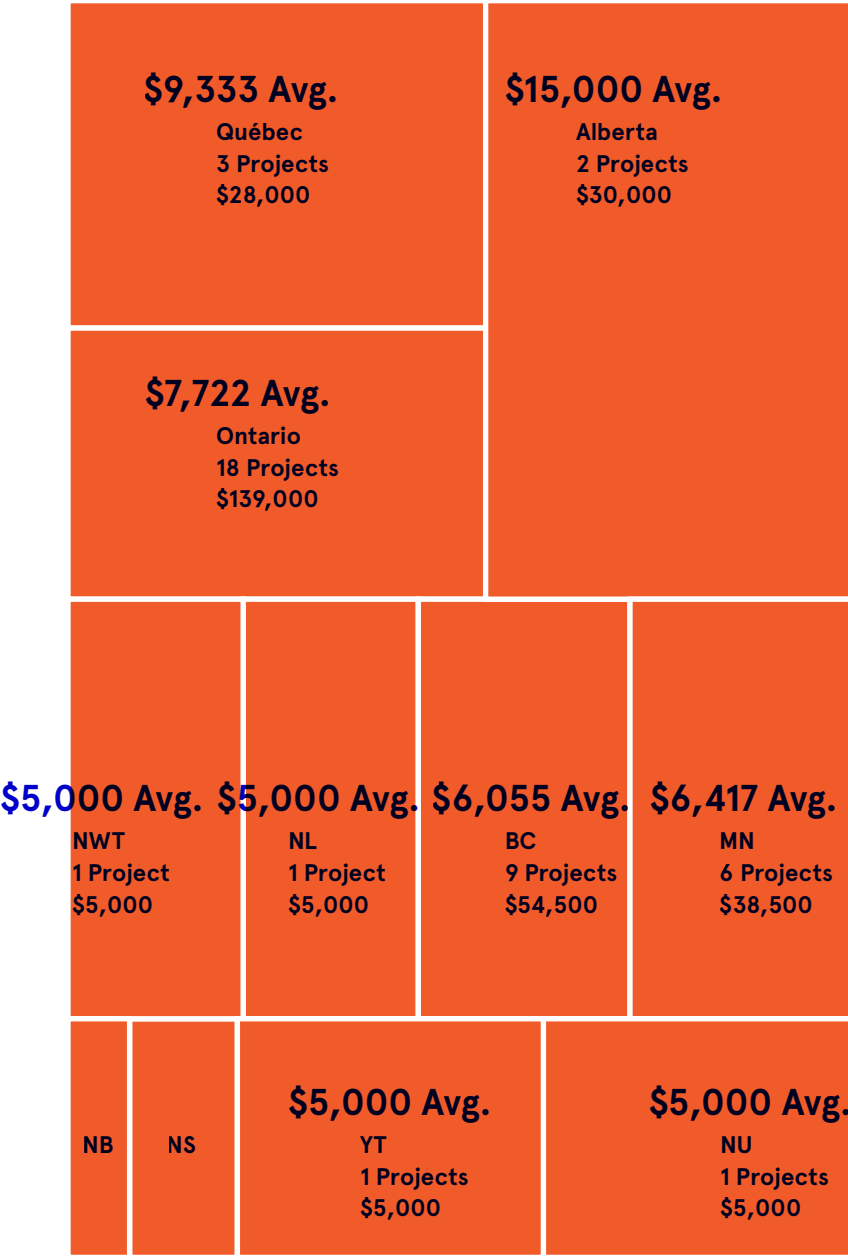 $9,333 Avg.
Québec
3 Projects
$28,000
$15,000 Avg.
Alberta
2 Projects
$30,000
$7,722 Avg.
Ontario
18 Projects
$139,000
$5,000 Avg.
NWT
1 Project
$5,000
$5,000 Avg.
NL
1 Project
$5,000
$6,055 Avg.
BC
9 Projects
$54,500
$6,417 Avg.
MN
6 Projects
$38,500
NB
NS
$5,000 Avg.
YT
1 Projects
$5,000
$5,000 Avg.
NU
1 Projects
$5,000